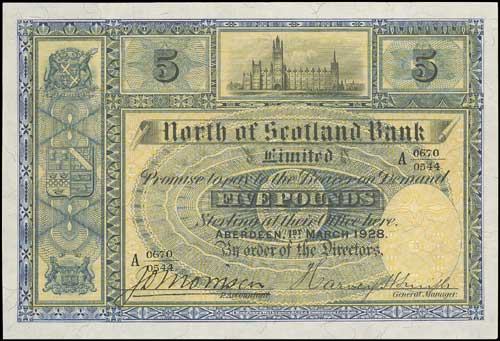 5 5
North of Scotland Bank
Limited
A 0670/0544
Promise to pay to the Bearer on Demand
FIVE POUNDS
Sterling at their Office here.
ABERDEEN, 1ST MARCH 1928.
A 0670/0544
By order of the Directors.
Harvey H. Smith
P. Accountant General Manager.